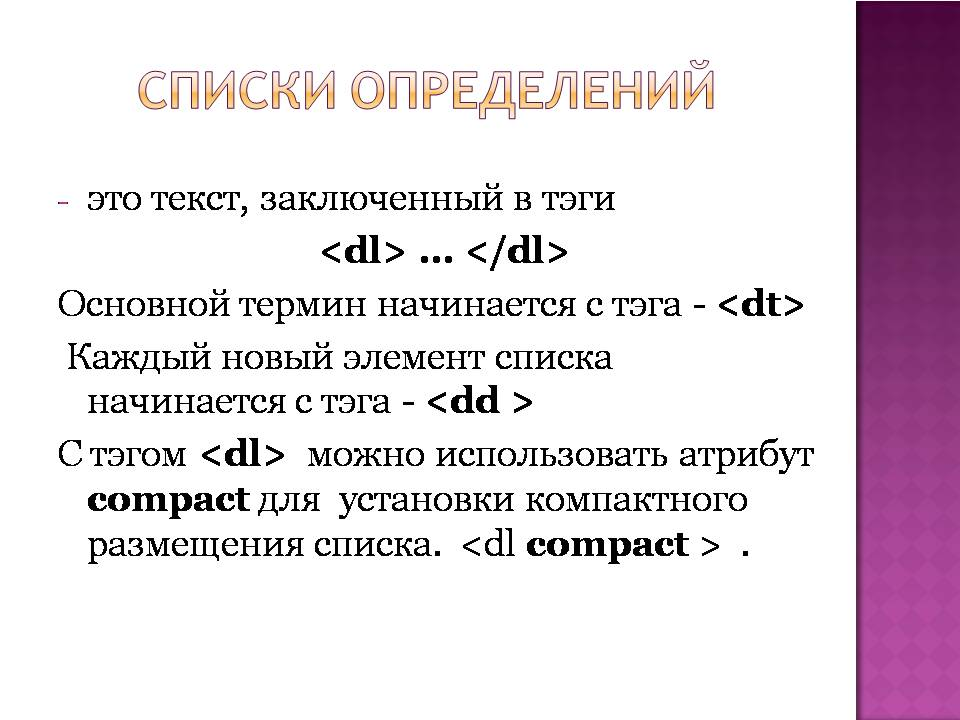 СПИСКИ ОПРЕДЕЛЕНИЙ
- это текст, заключенный в тэги
<dl> ... </dl>
Основной термин начинается с тэга - <dt>
Каждый новый элемент списка
начинается с тэга - <dd >
С тэгом <dl> можно использовать атрибут
compact для установки компактного
размещения списка. <dl compact > .